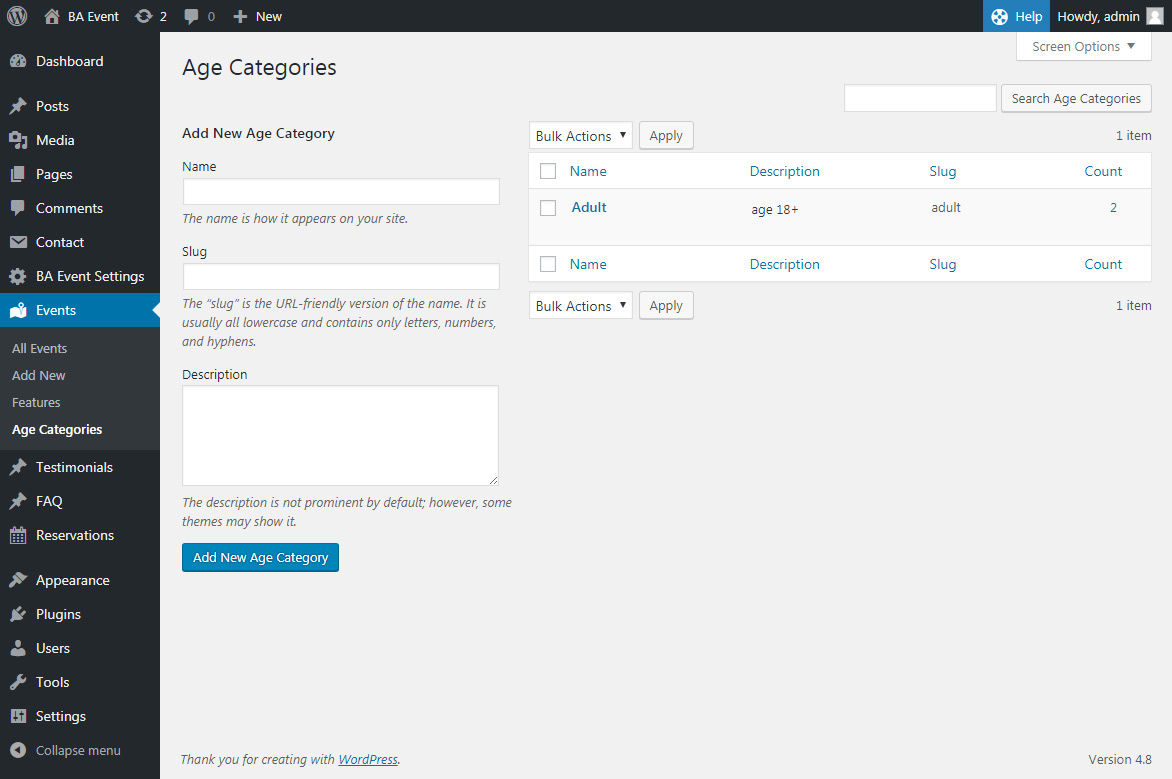 BA Event 2 0 New Help Howdy, admin
Dashboard
Posts
Media
Pages
Comments
Contact
BA Event Settings
Events
All Events
Add New
Features
Age Categories
Testimonials
FAQ
Reservations
Appearance
Plugins
Users
Tools
Settings
Collapse menu
Screen Options
Age Categories
Search Age Categories
Add New Age Category
Name
The name is how it appears on your site.
Slug
The “slug” is the URL-friendly version of the name. It is
usually all lowercase and contains only letters, numbers,
and hyphens.
Description
The description is not prominent by default; however, some
themes may show it.
Add New Age Category
Bulk Actions Apply 1 item
Name Description Slug Count
Adult age 18+ adult 2
Name Description Slug Count
Bulk Actions Apply 1 item
Thank you for creating with WordPress. Version 4.8